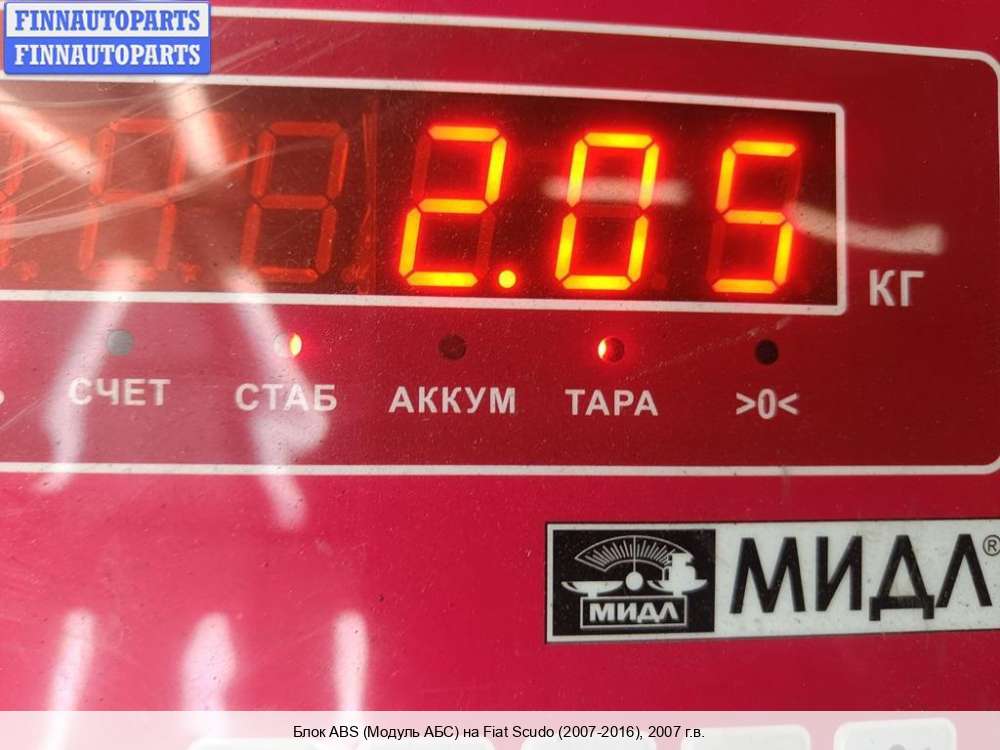 FINNAUTOPARTS
FINNAUTOPARTS
2.05
КГ
СЧЕТ СТАБ АККУМ ТАРА >0<
МИДЛ МИДЛ®
Блок ABS (Модуль АБС) на Fiat Scudo (2007-2016), 2007 г.в.